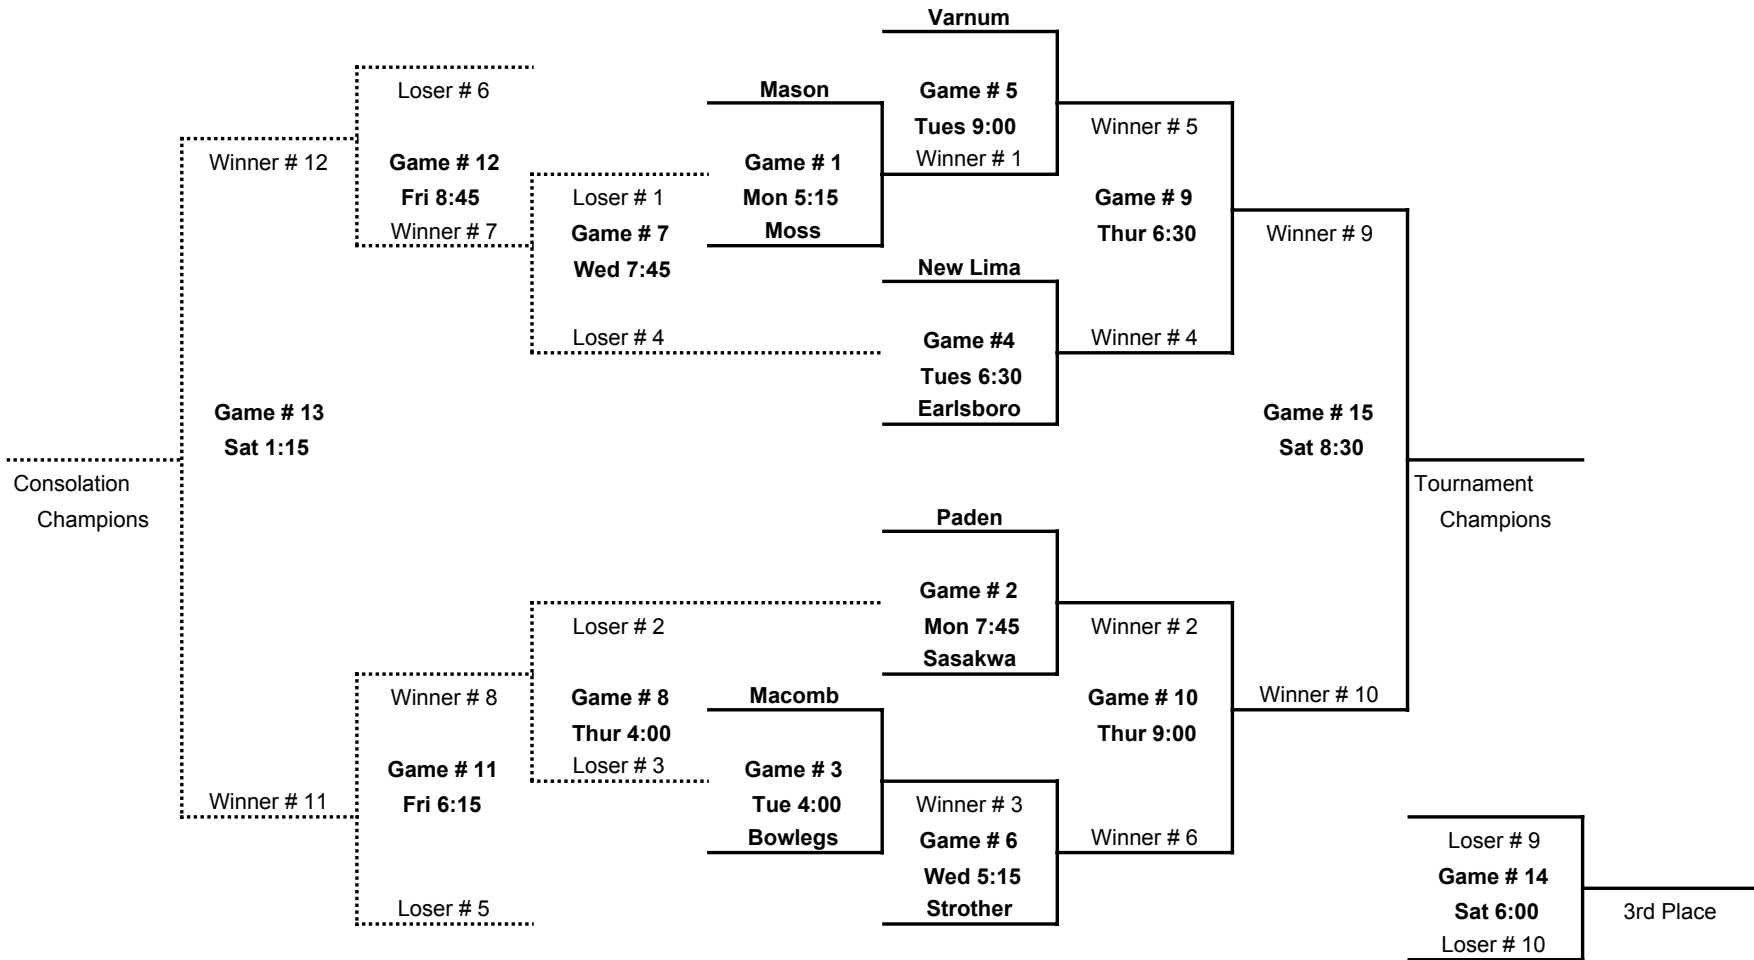 Varnum
Loser # 6
Mason
Game # 5
Tues 9:00
Winner # 5
Winner # 12
Game # 12
Game # 1
Winner # 1
Fri 8:45
Loser # 1
Mon 5:15
Game # 9
Winner # 7
Game # 7
Moss
Thur 6:30
Winner # 9
Wed 7:45
New Lima
Loser # 4
Game #4
Winner # 4
Tues 6:30
Game # 13
Earlsboro
Game # 15
Sat 1:15
Sat 8:30
Consolation
Champions
Tournament
Champions
Paden
Game # 2
Loser # 2
Mon 7:45
Winner # 2
Sasakwa
Winner # 8
Game # 8
Macomb
Game # 10
Winner # 10
Thur 4:00
Thur 9:00
Game # 11
Loser # 3
Game # 3
Winner # 11
Fri 6:15
Tue 4:00
Winner # 3
Bowlegs
Game # 6
Winner # 6
Loser # 9
Wed 5:15
Game # 14
Loser # 5
Strother
Sat 6:00
3rd Place
Loser # 10